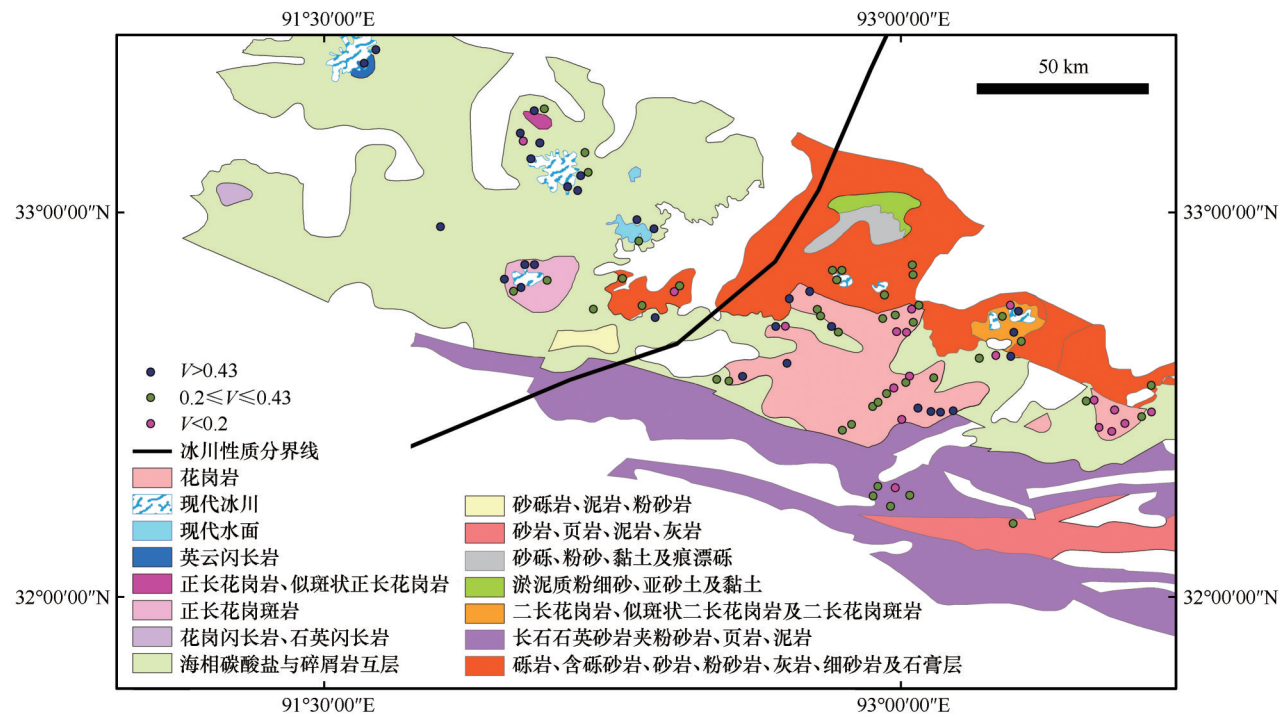 91°30′00″E
93°00′00″E
50 km
33°00′00″N
33°00′00″N
V>0.43
0.2≤V≤0.43
V<0.2
冰川性质分界线
花岗岩
现代冰川
现代水面
英云闪长岩
正长花岗岩、似斑状正长花岗岩
正长花岗斑岩
花岗闪长岩、石英闪长岩
海相碳酸盐与碎屑岩互层
砂砾岩、泥岩、粉砂岩
砂岩、页岩、泥岩、灰岩
砂砾、粉砂、黏土及痕漂砾
淤泥质粉细砂、亚砂土及黏土
二长花岗岩、似斑状二长花岗岩及二长花岗斑岩
长石石英砂岩夹粉砂岩、页岩、泥岩
砾岩、含砾砂岩、砂岩、粉砂岩、灰岩、细砂岩及石膏层
32°00′00″N
32°00′00″N
91°30′00″E
93°00′00″E